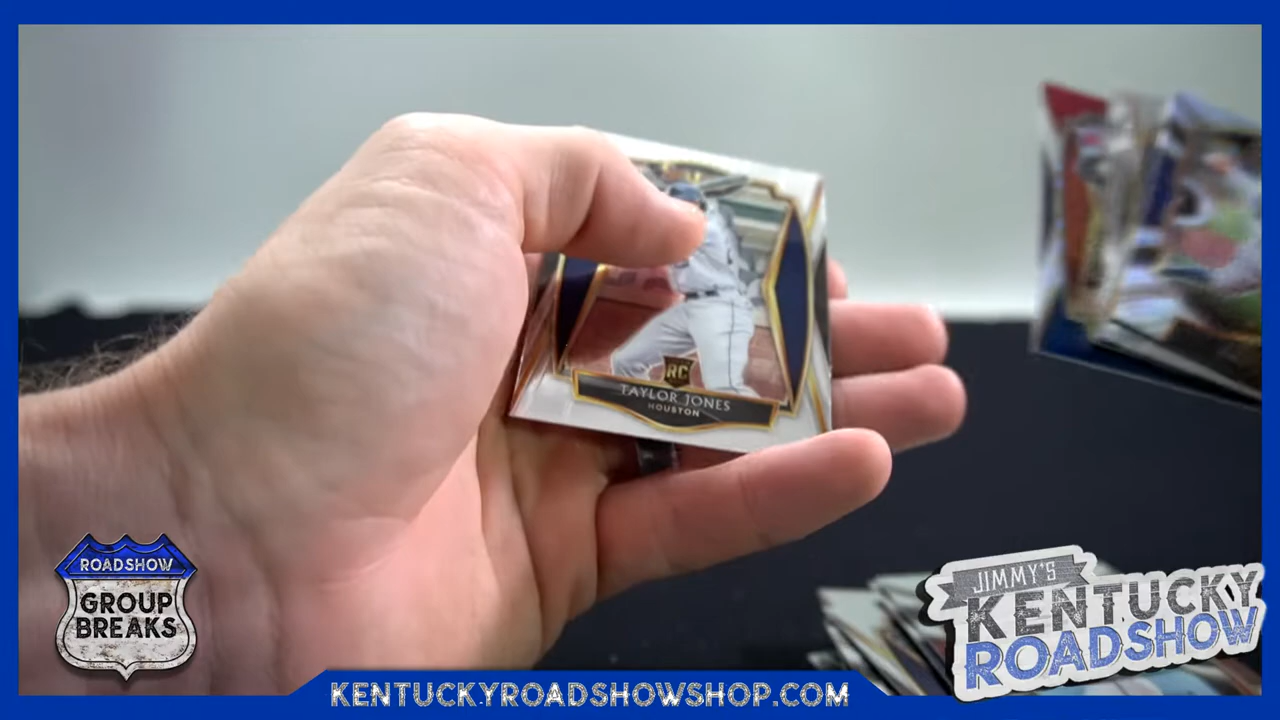 RC
TAYLOR JONES
HOUSTON
ROADSHOW
GROUP
BREAKS
JIMMY'S
KENTUCKY
ROADSHOW
KENTUCKYROADSHOWSHOP.COM